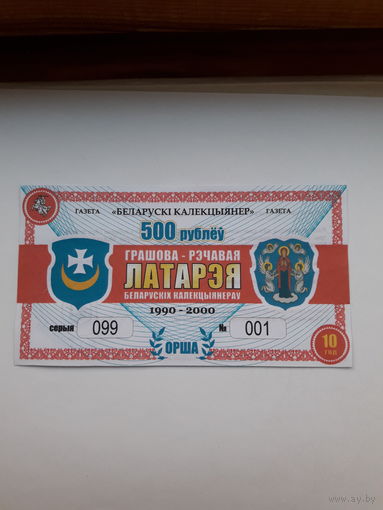 ГАЗЕТА «БЕЛАРУСКІ КАЛЕКЦЫЯНЕР» ГАЗЕТА
500 рублёў
ГРАШОВА - РЭЧАВАЯ
ЛАТАРЭЯ
БЕЛАРУСКІХ КАЛЕКЦЫЯНЕРАЎ
1990 - 2000
серыя 099 № 001
ОРША
10
год
www.ay.by